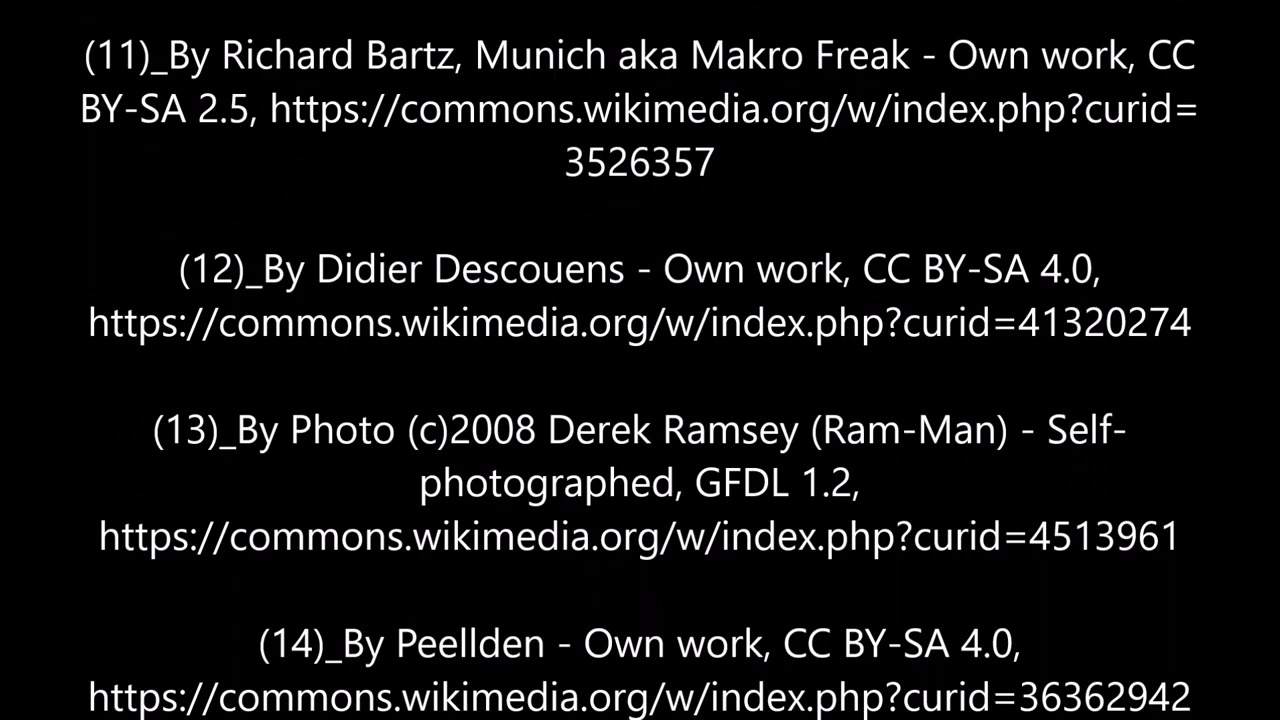 (11)_By Richard Bartz, Munich aka Makro Freak - Own work, CC
BY-SA 2.5, https://commons.wikimedia.org/w/index.php?curid=
3526357
(12)_By Didier Descouens - Own work, CC BY-SA 4.0,
https://commons.wikimedia.org/w/index.php?curid=41320274
(13)_By Photo (c)2008 Derek Ramsey (Ram-Man) - Self-
photographed, GFDL 1.2,
https://commons.wikimedia.org/w/index.php?curid=4513961
(14)_By Peellden - Own work, CC BY-SA 4.0,
https://commons.wikimedia.org/w/index.php?curid=36362942